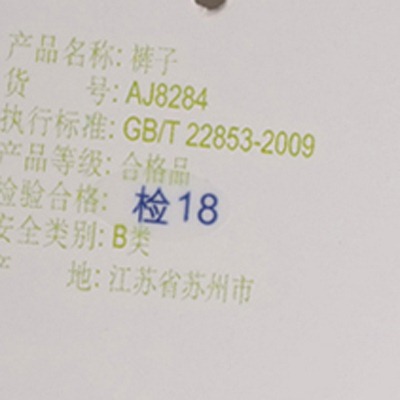 产品名称: 裤子
货 号: AJ8284
执行标准: GB/T 22853-2009
产品等级: 合格品
检验合格: 检18
安全类别: B类
产 地: 江苏省苏州市